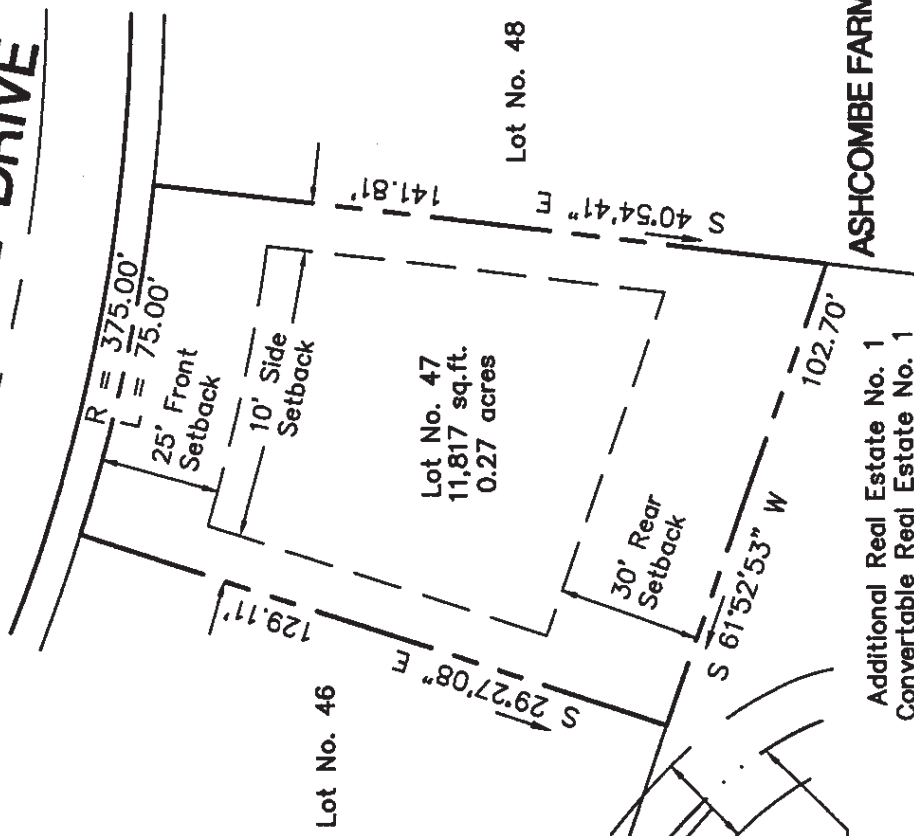 DRIVE
R = 375.00'
L = 75.00'
25' Front
Setback
10' Side
Setback
Lot No. 47
11,817 sq.ft.
0.27 acres
30' Rear
Setback
Lot No. 46
S 29°27'08" E
129.11'
Lot No. 48
S 40°54'41" E
141.81'
S 61°52'53" W
102.70'
ASHCOMBE FARM
Additional Real Estate No. 1
Convertable Real Estate No. 1